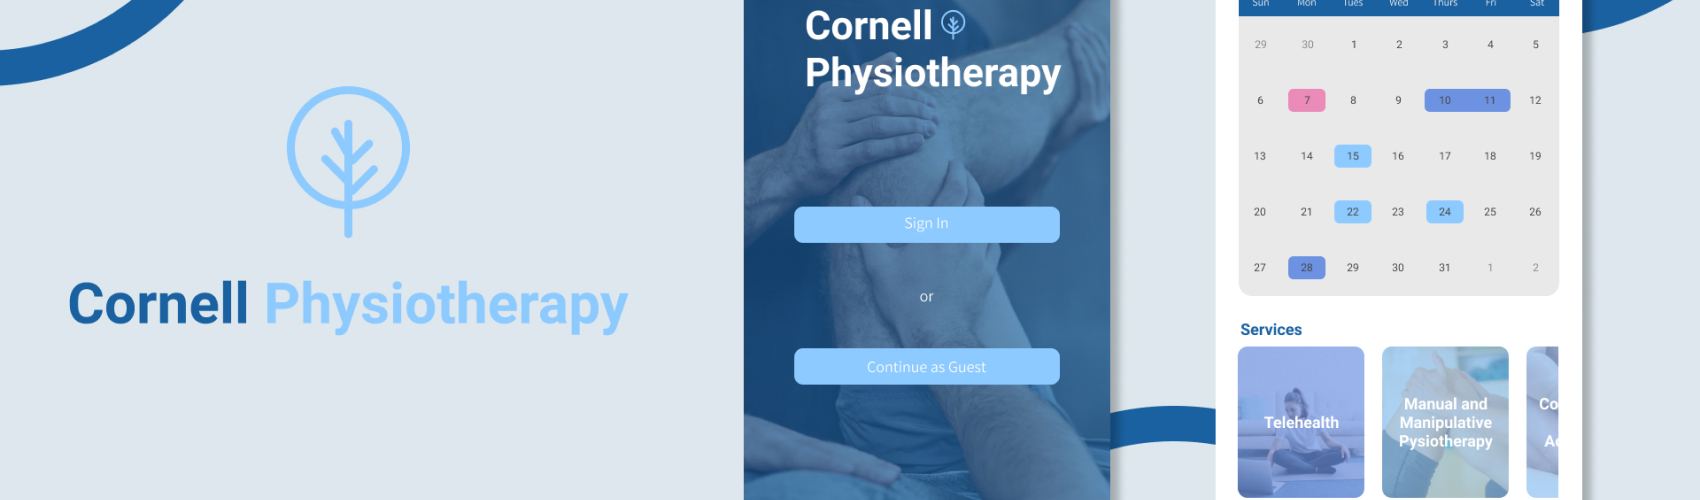 Cornell Physiotherapy
Cornell
Physiotherapy
Sign In
or
Continue as Guest
Sun Mon Tues Wed Thurs Fri Sat
29 30 1 2 3 4 5
6 7 8 9 10 11 12
13 14 15 16 17 18 19
20 21 22 23 24 25 26
27 28 29 30 31 1 2
Services
Telehealth
Manual and
Manipulative
Pysiotherapy